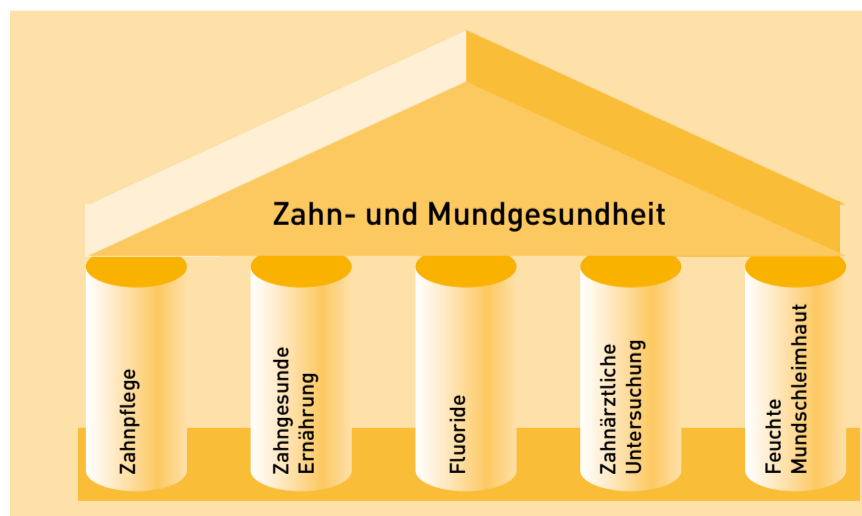 Zahn- und Mundgesundheit
Zahnpflege
Zahngesunde
Ernährung
Fluoride
Zahnärztliche
Untersuchung
Feuchte
Mundschleimhaut